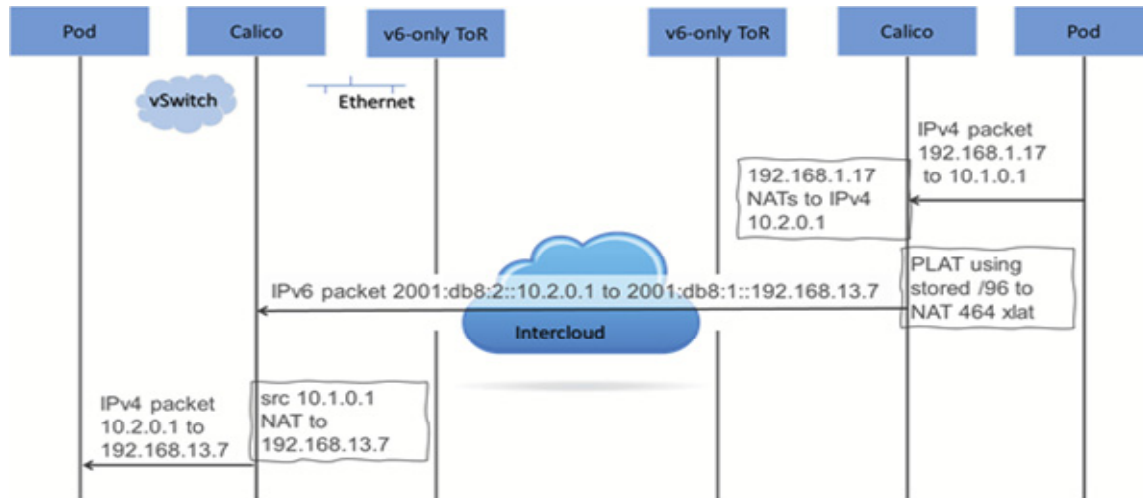 Pod
Calico
v6-only ToR
v6-only ToR
Calico
Pod
vSwitch
Ethernet
IPv4 packet
192.168.1.17
to 10.1.0.1
192.168.1.17
NATs to IPv4
10.2.0.1
PLAT using
stored /96 to
NAT 464 xlat
IPv6 packet 2001:db8:2::10.2.0.1 to 2001:db8:1::192.168.13.7
Intercloud
src 10.1.0.1
NAT to
192.168.13.7
IPv4 packet
10.2.0.1 to
192.168.13.7